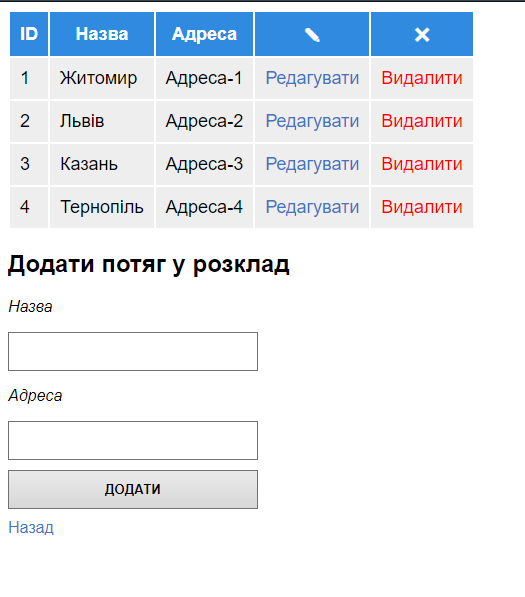 ID Назва Адреса
1 Житомир Адреса-1 Редагувати Видалити
2 Львів Адреса-2 Редагувати Видалити
3 Казань Адреса-3 Редагувати Видалити
4 Тернопіль Адреса-4 Редагувати Видалити
Додати потяг у розклад
Назва
Адреса
ДОДАТИ
Назад